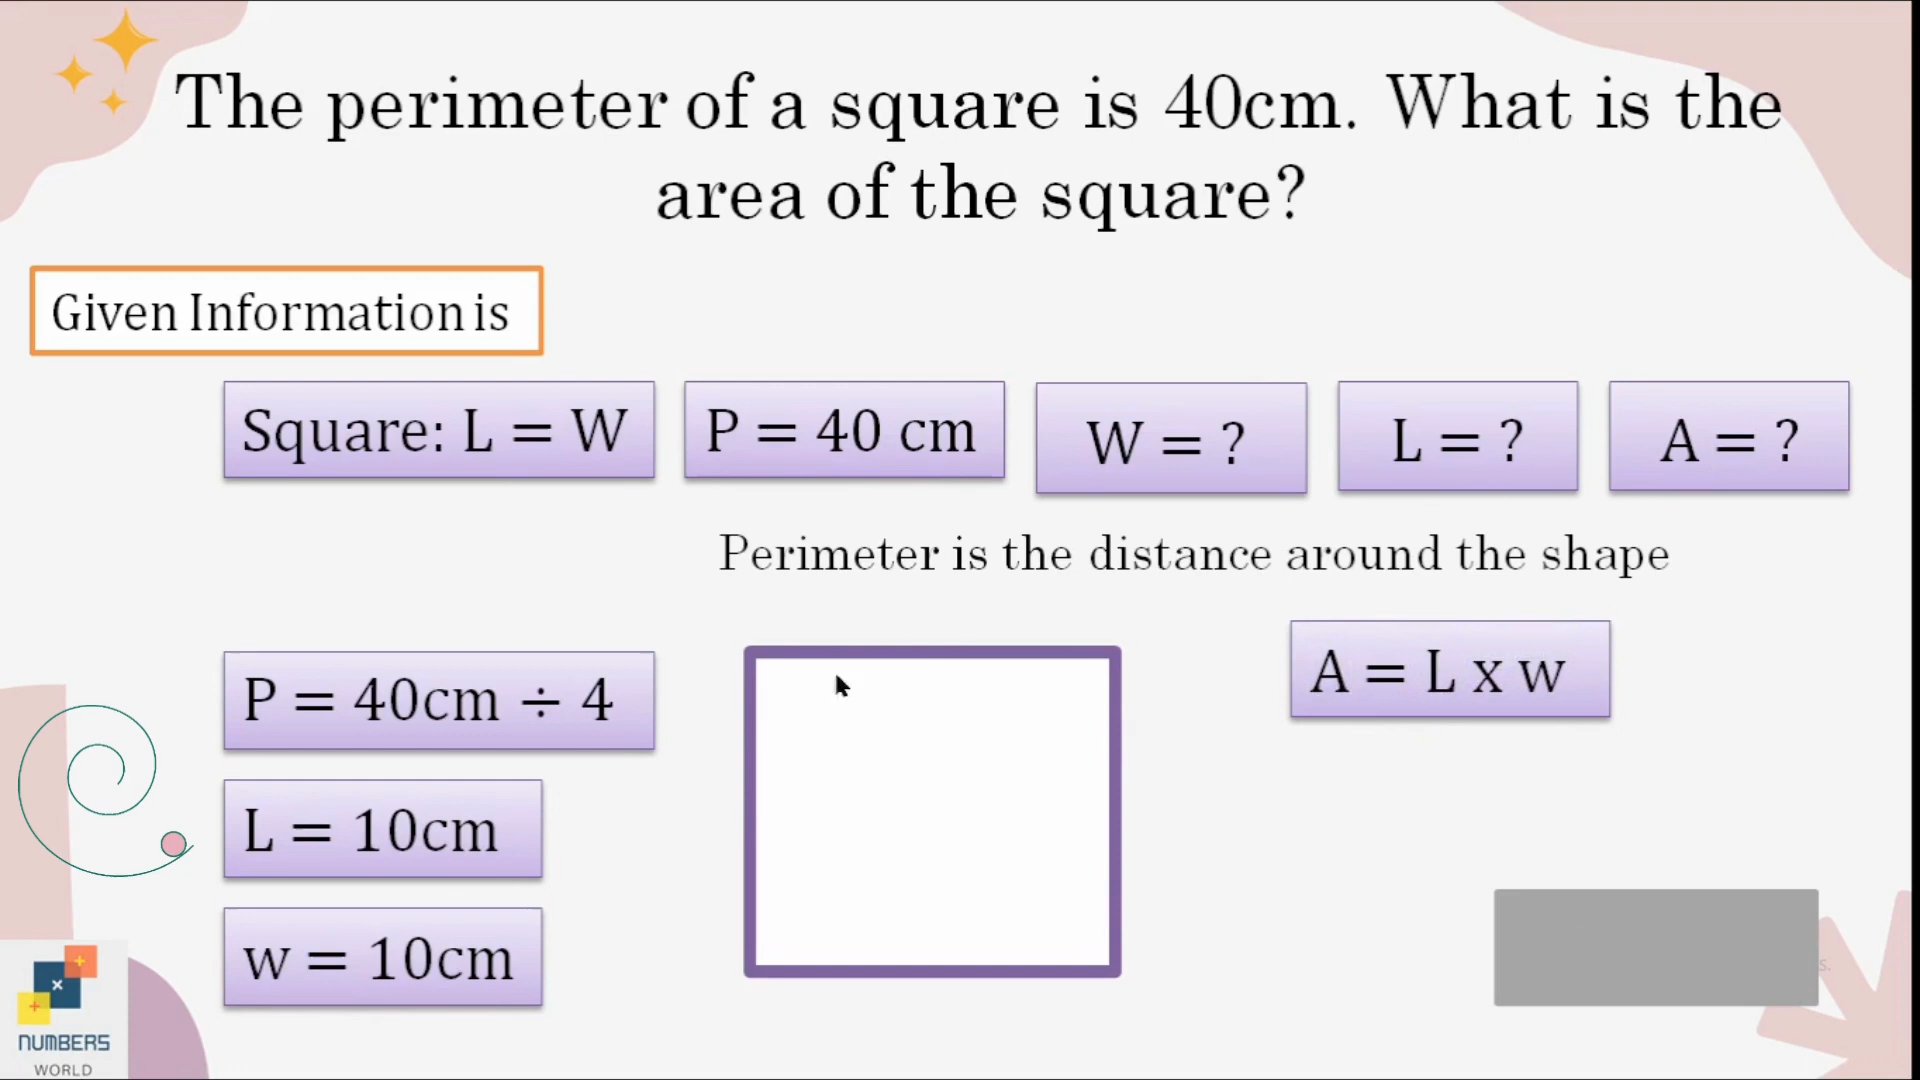 The perimeter of a square is 40cm. What is the
area of the square?
Given Information is
Square: L = W
P = 40 cm
W = ?
L = ?
A = ?
Perimeter is the distance around the shape
P = 40cm ÷ 4
A = L x w
L = 10cm
w = 10cm
+
×
+
NUMBERS
WORLD